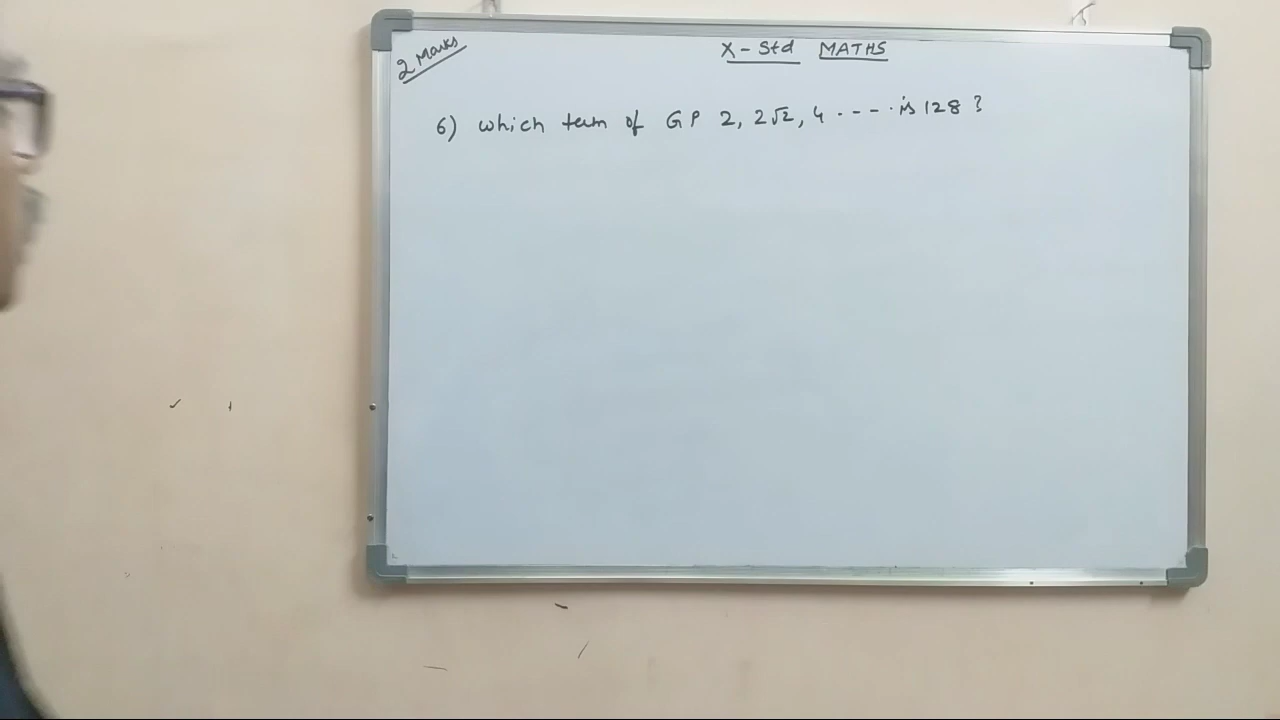 2 Marks
X - Std MATHS
6) which term of GP 2, 2√2, 4 ----- is 128 ?